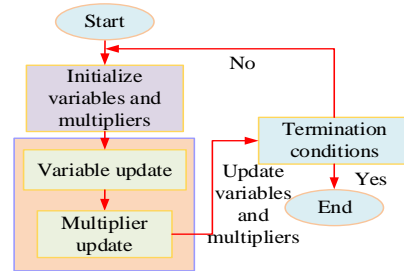 Start
No
Initialize
variables and
multipliers
Variable update
Multiplier
update
Update
variables
and
multipliers
Termination
conditions
Yes
End